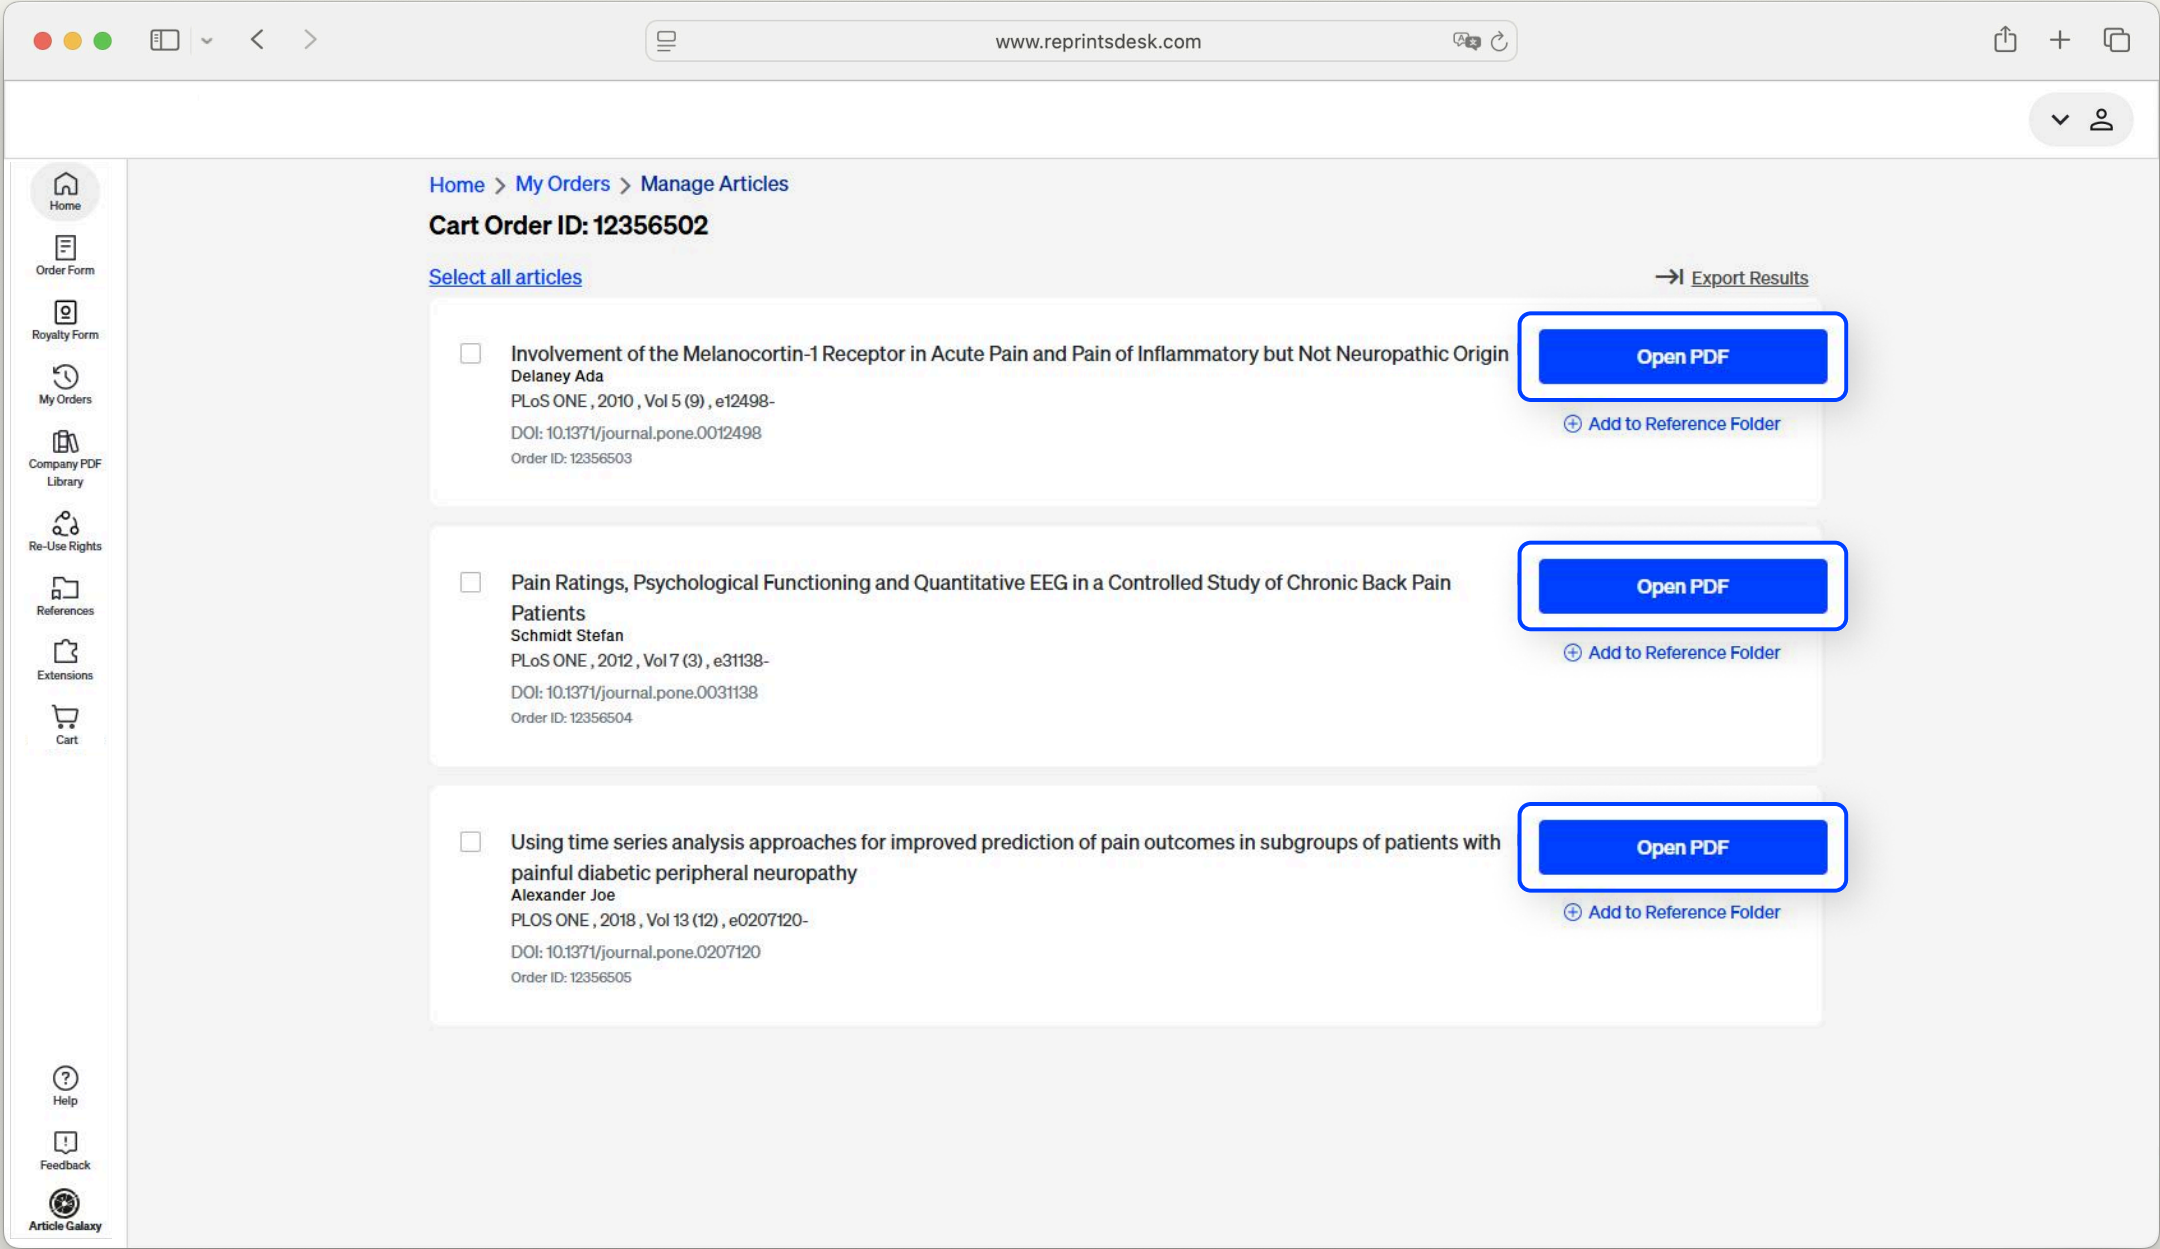 www.reprintsdesk.com
Home
Order Form
Royalty Form
My Orders
Company PDF
Library
Re-Use Rights
References
Extensions
Cart
Help
Feedback
Article Galaxy
Home > My Orders > Manage Articles
Cart Order ID: 12356502
Select all articles
Export Results
Involvement of the Melanocortin-1 Receptor in Acute Pain and Pain of Inflammatory but Not Neuropathic Origin
Delaney Ada
PLoS ONE , 2010 , Vol 5 (9) , e12498-
DOI: 10.1371/journal.pone.0012498
Order ID: 12356503
Open PDF
Add to Reference Folder
Pain Ratings, Psychological Functioning and Quantitative EEG in a Controlled Study of Chronic Back Pain
Patients
Schmidt Stefan
PLoS ONE , 2012 , Vol 7 (3) , e31138-
DOI: 10.1371/journal.pone.0031138
Order ID: 12356504
Open PDF
Add to Reference Folder
Using time series analysis approaches for improved prediction of pain outcomes in subgroups of patients with
painful diabetic peripheral neuropathy
Alexander Joe
PLOS ONE , 2018 , Vol 13 (12) , e0207120-
DOI: 10.1371/journal.pone.0207120
Order ID: 12356505
Open PDF
Add to Reference Folder